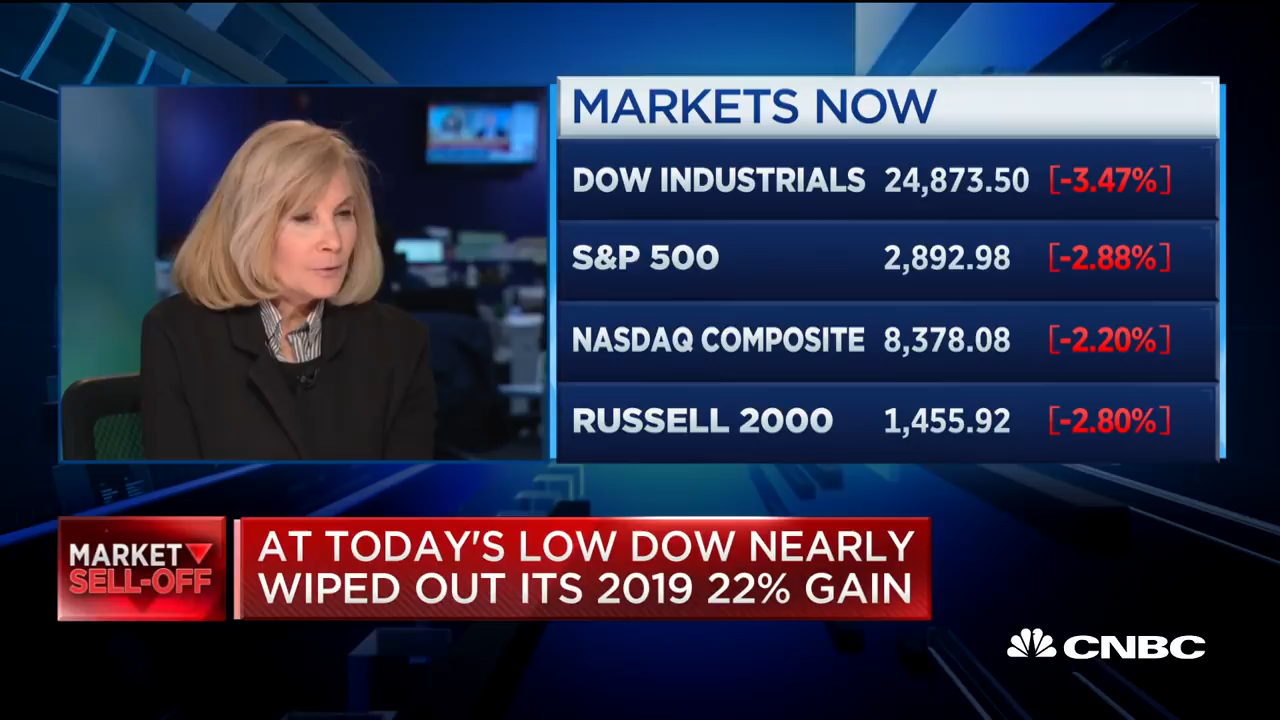 MARKETS NOW
DOW INDUSTRIALS 24,873.50 [-3.47%]
S&P 500 2,892.98 [-2.88%]
NASDAQ COMPOSITE 8,378.08 [-2.20%]
RUSSELL 2000 1,455.92 [-2.80%]
MARKET
SELL-OFF
AT TODAY'S LOW DOW NEARLY
WIPED OUT ITS 2019 22% GAIN
CNBC